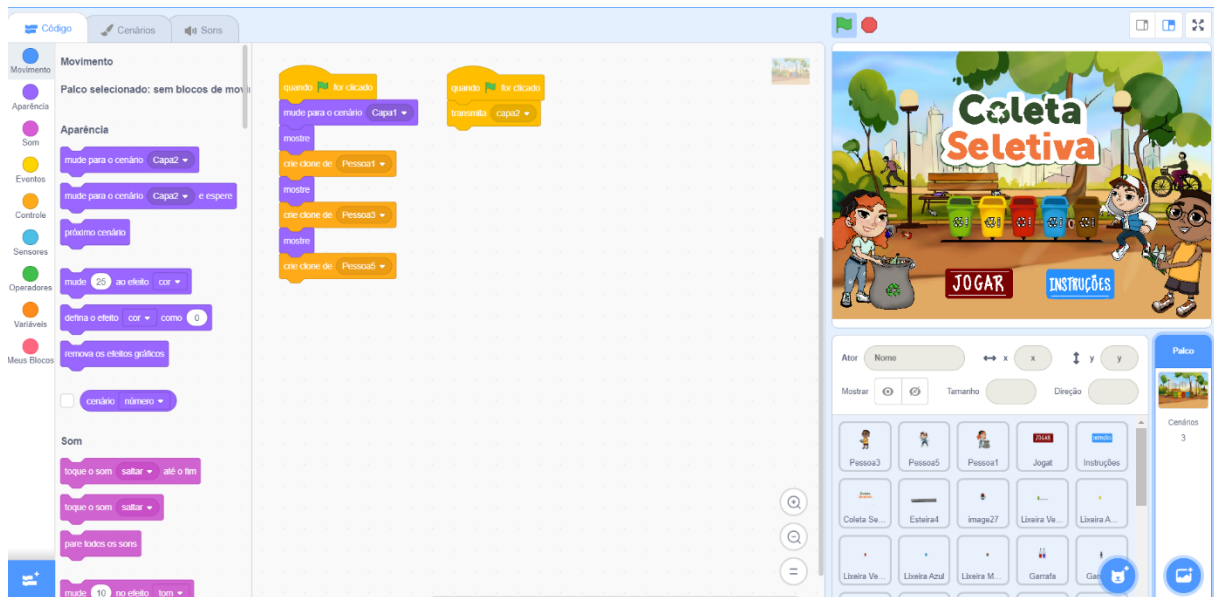 Código
Cenários
Sons
Movimento
Aparência
Som
Eventos
Controle
Sensores
Operadores
Variáveis
Meus Blocos
Movimento
Palco selecionado: sem blocos de movi
Aparência
mude para o cenário Capa2
mude para o cenário Capa2 e espere
próximo cenário
mude 25 ao efeito cor
defina o efeito cor como 0
remova os efeitos gráficos
cenário número
Som
toque o som saltar até o fim
toque o som saltar
pare todos os sons
mude 10 no efeito tom
quando for clicado
mude para o cenário Capa1
mostre
crie clone de Pessoa1
mostre
crie clone de Pessoa3
mostre
crie clone de Pessoa5
quando for clicado
transmita capa2
Coleta
Seletiva
JOGAR
INSTRUÇÕES
Ator Nome x x y y
Mostrar Tamanho Direção
Pessoa3 Pessoa5 Pessoa1 Jogat Instruções
Coleta Se... Esteira4 image27 Lixeira Ve... Lixeira A...
Lixeira Ve... Lixeira Azul Lixeira M... Garrafa
Palco
Cenários
3